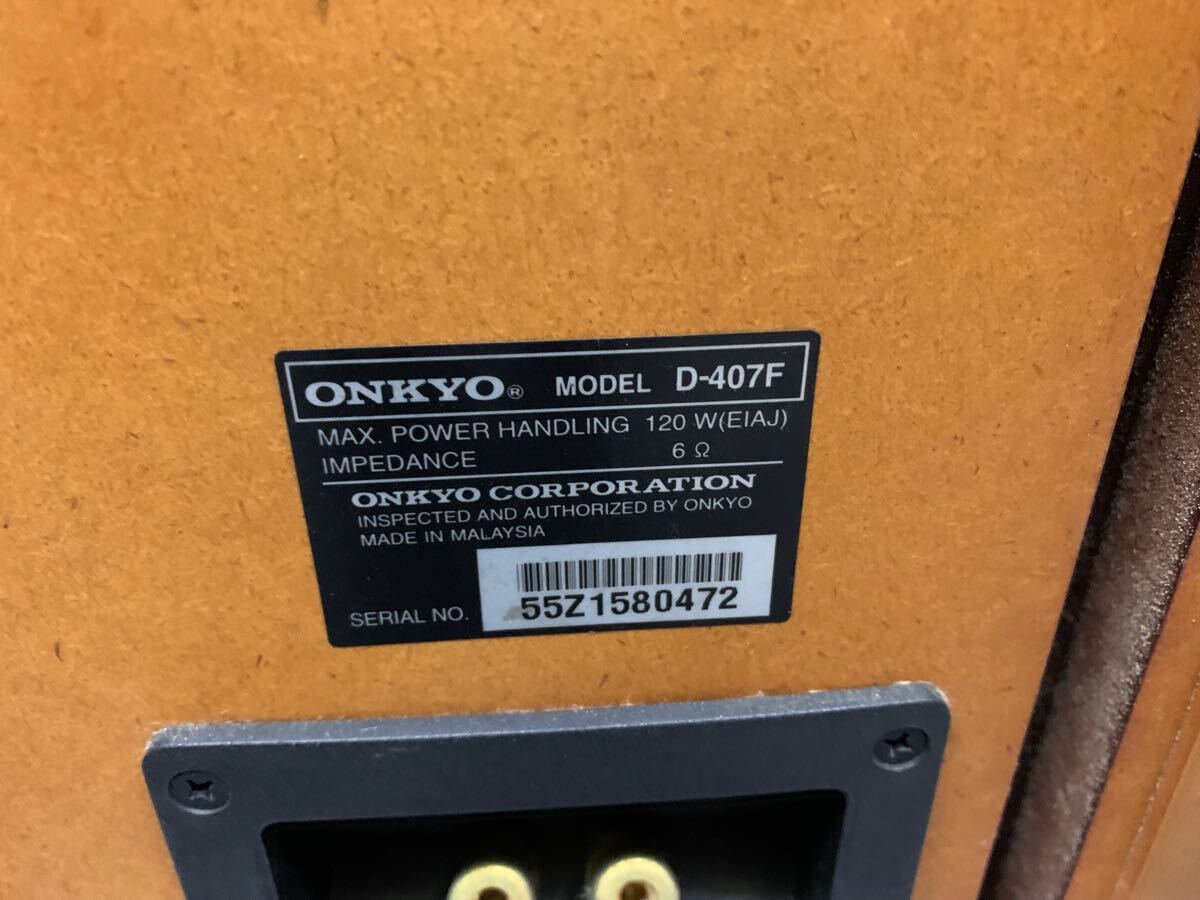 ONKYO® MODEL D-407F
MAX. POWER HANDLING 120 W(EIAJ)
IMPEDANCE 6 Ω
ONKYO CORPORATION
INSPECTED AND AUTHORIZED BY ONKYO
MADE IN MALAYSIA
SERIAL NO. 55Z1580472